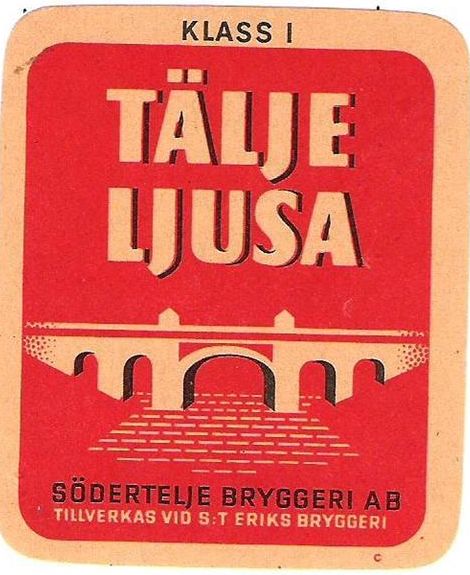 KLASS I
TÄLJE
LJUSA
SÖDERTELJE BRYGGERI AB
TILLVERKAS VID S:T ERIKS BRYGGERI
C